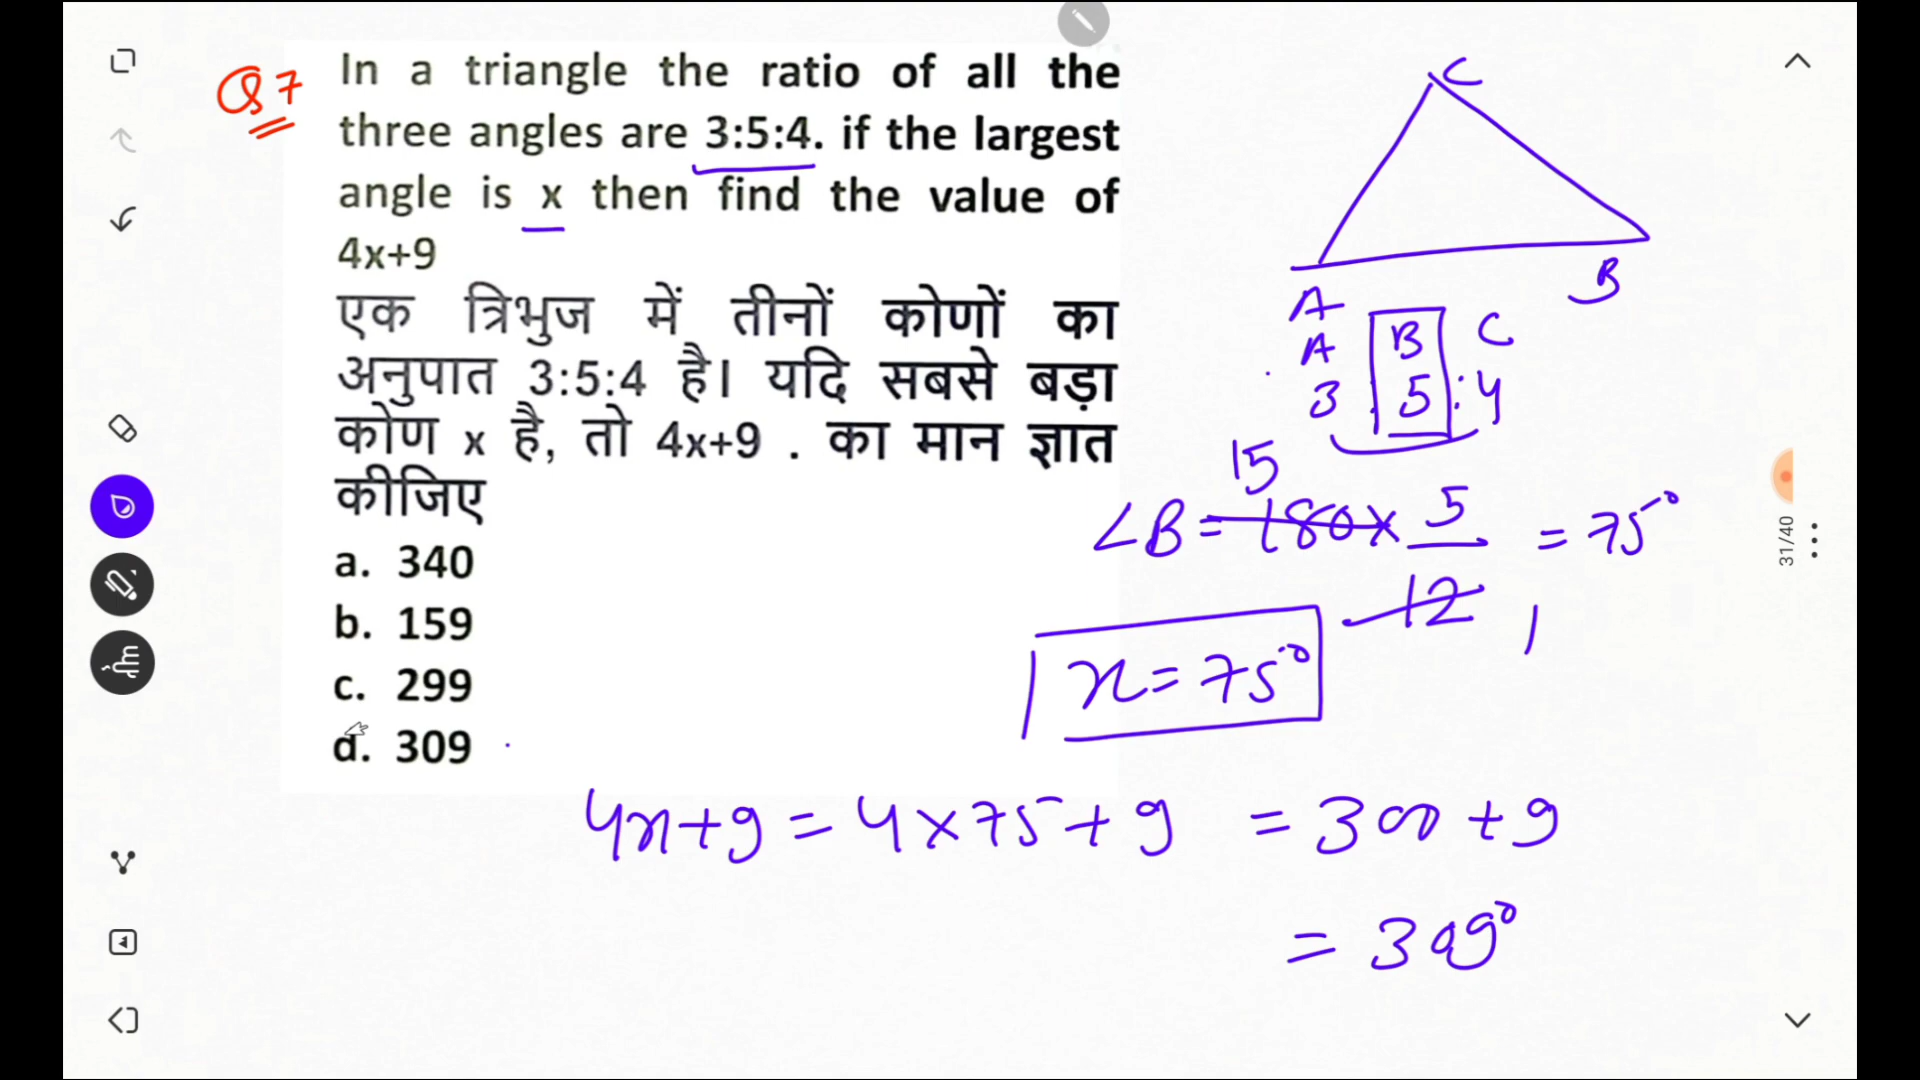 Q7
In a triangle the ratio of all the
three angles are 3:5:4. if the largest
angle is x then find the value of
4x+9
एक त्रिभुज में तीनों कोणों का
अनुपात 3:5:4 है। यदि सबसे बड़ा
कोण x है, तो 4x+9 . का मान ज्ञात
कीजिए
a. 340
b. 159
c. 299
d. 309
C
A
B
A B C
3 : 5 : 4
15
∠B = 180 x 5 = 75°
12
x = 75°
4x+9 = 4x75+9 = 300+9
= 309°
31/40